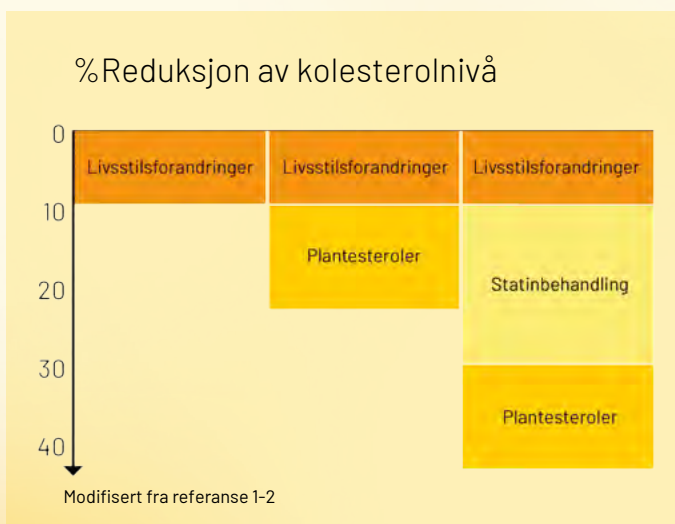 %Reduksjon av kolesterolnivå
0
Livsstilsforandringer Livsstilsforandringer Livsstilsforandringer
10
Plantesteroler
20
Statinbehandling
30
Plantesteroler
40
Modifisert fra referanse 1-2